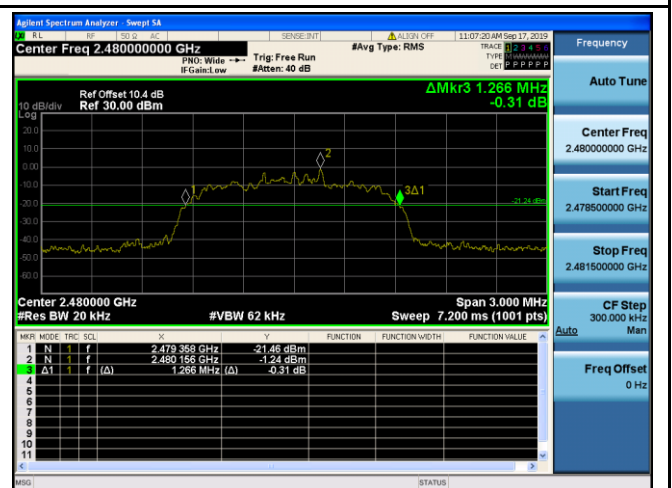 Agilent Spectrum Analyzer - Swept SA
RL RF 50 Ω AC SENSE:INT ALIGN OFF 11:07:20 AM Sep 17, 2019
Center Freq 2.480000000 GHz #Avg Type: RMS TRACE 1 2 3 4 5 6
PNO: Wide Trig: Free Run TYPE M
IFGain:Low #Atten: 40 dB DET P P P P P P
Frequency
Auto Tune
Center Freq
2.480000000 GHz
Start Freq
2.478500000 GHz
Stop Freq
2.481500000 GHz
CF Step
300.000 kHz
Auto Man
Freq Offset
0 Hz
ΔMkr3 1.266 MHz
-0.31 dB
Ref Offset 10.4 dB
10 dB/div Ref 30.00 dBm
Log
20.0
10.0
0.00
-10.0
-20.0
-30.0
-40.0
-50.0
-60.0
1
2
3Δ1
-21.24 dBm
Center 2.480000 GHz Span 3.000 MHz
#Res BW 20 kHz #VBW 62 kHz Sweep 7.200 ms (1001 pts)
MKR MODE TRC SCL X Y FUNCTION FUNCTION WIDTH FUNCTION VALUE
1 N 1 f 2.479 358 GHz -21.46 dBm
2 N 1 f 2.480 156 GHz -1.24 dBm
3 Δ1 1 f (Δ) 1.266 MHz (Δ) -0.31 dB
4
5
6
7
8
9
10
11
MSG STATUS